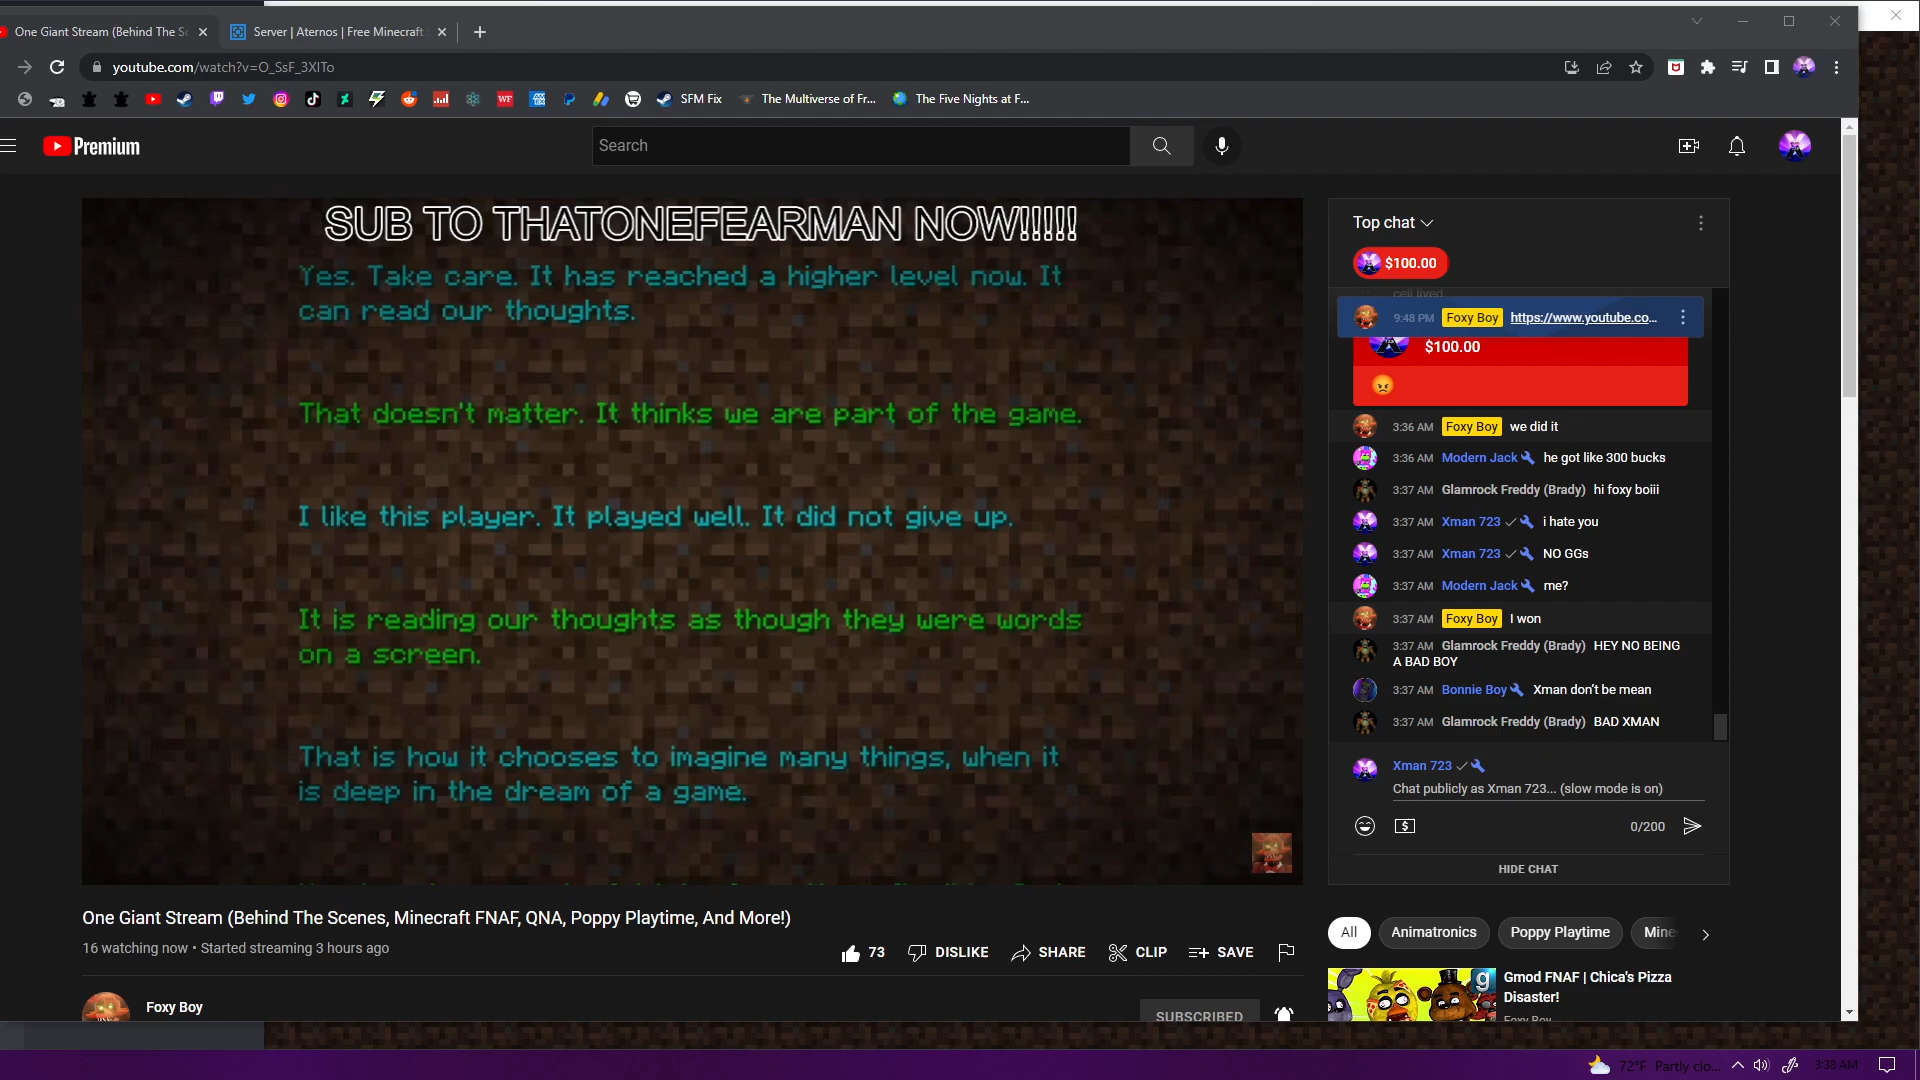 One Giant Stream (Behind The Sc
Server | Aternos | Free Minecraft
youtube.com/watch?v=O_SsF_3XlTo
SFM Fix
The Multiverse of Fr...
The Five Nights at F...
Premium
Search
SUB TO THATONEFEARMAN NOW!!!!!
Yes. Take care. It has reached a higher level now. It
can read our thoughts.
That doesn't matter. It thinks we are part of the game.
I like this player. It played well. It did not give up.
It is reading our thoughts as though they were words
on a screen.
That is how it chooses to imagine many things, when it
is deep in the dream of a game.
Top chat
$100.00
cell lived
9:48 PM Foxy Boy https://www.youtube.co...
$100.00
3:36 AM Foxy Boy we did it
3:36 AM Modern Jack he got like 300 bucks
3:37 AM Glamrock Freddy (Brady) hi foxy boiii
3:37 AM Xman 723 i hate you
3:37 AM Xman 723 NO GGs
3:37 AM Modern Jack me?
3:37 AM Foxy Boy I won
3:37 AM Glamrock Freddy (Brady) HEY NO BEING
A BAD BOY
3:37 AM Bonnie Boy Xman don't be mean
3:37 AM Glamrock Freddy (Brady) BAD XMAN
Xman 723
Chat publicly as Xman 723... (slow mode is on)
0/200
HIDE CHAT
One Giant Stream (Behind The Scenes, Minecraft FNAF, QNA, Poppy Playtime, And More!)
16 watching now • Started streaming 3 hours ago
73 DISLIKE SHARE CLIP SAVE
Foxy Boy
SUBSCRIBED
All Animatronics Poppy Playtime Mine
Gmod FNAF | Chica's Pizza
Disaster!
Foxy Boy
72°F Partly clo... 3:38 AM